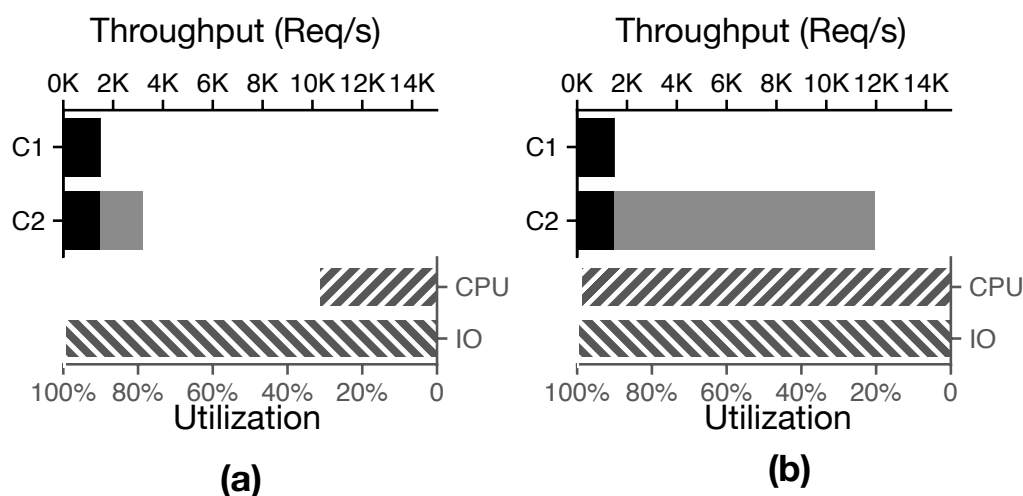 Throughput (Req/s)
0K 2K 4K 6K 8K 10K 12K 14K
C1
C2
CPU
IO
100% 80% 60% 40% 20% 0
Utilization
(a)
Throughput (Req/s)
0K 2K 4K 6K 8K 10K 12K 14K
C1
C2
CPU
IO
100% 80% 60% 40% 20% 0
Utilization
(b)